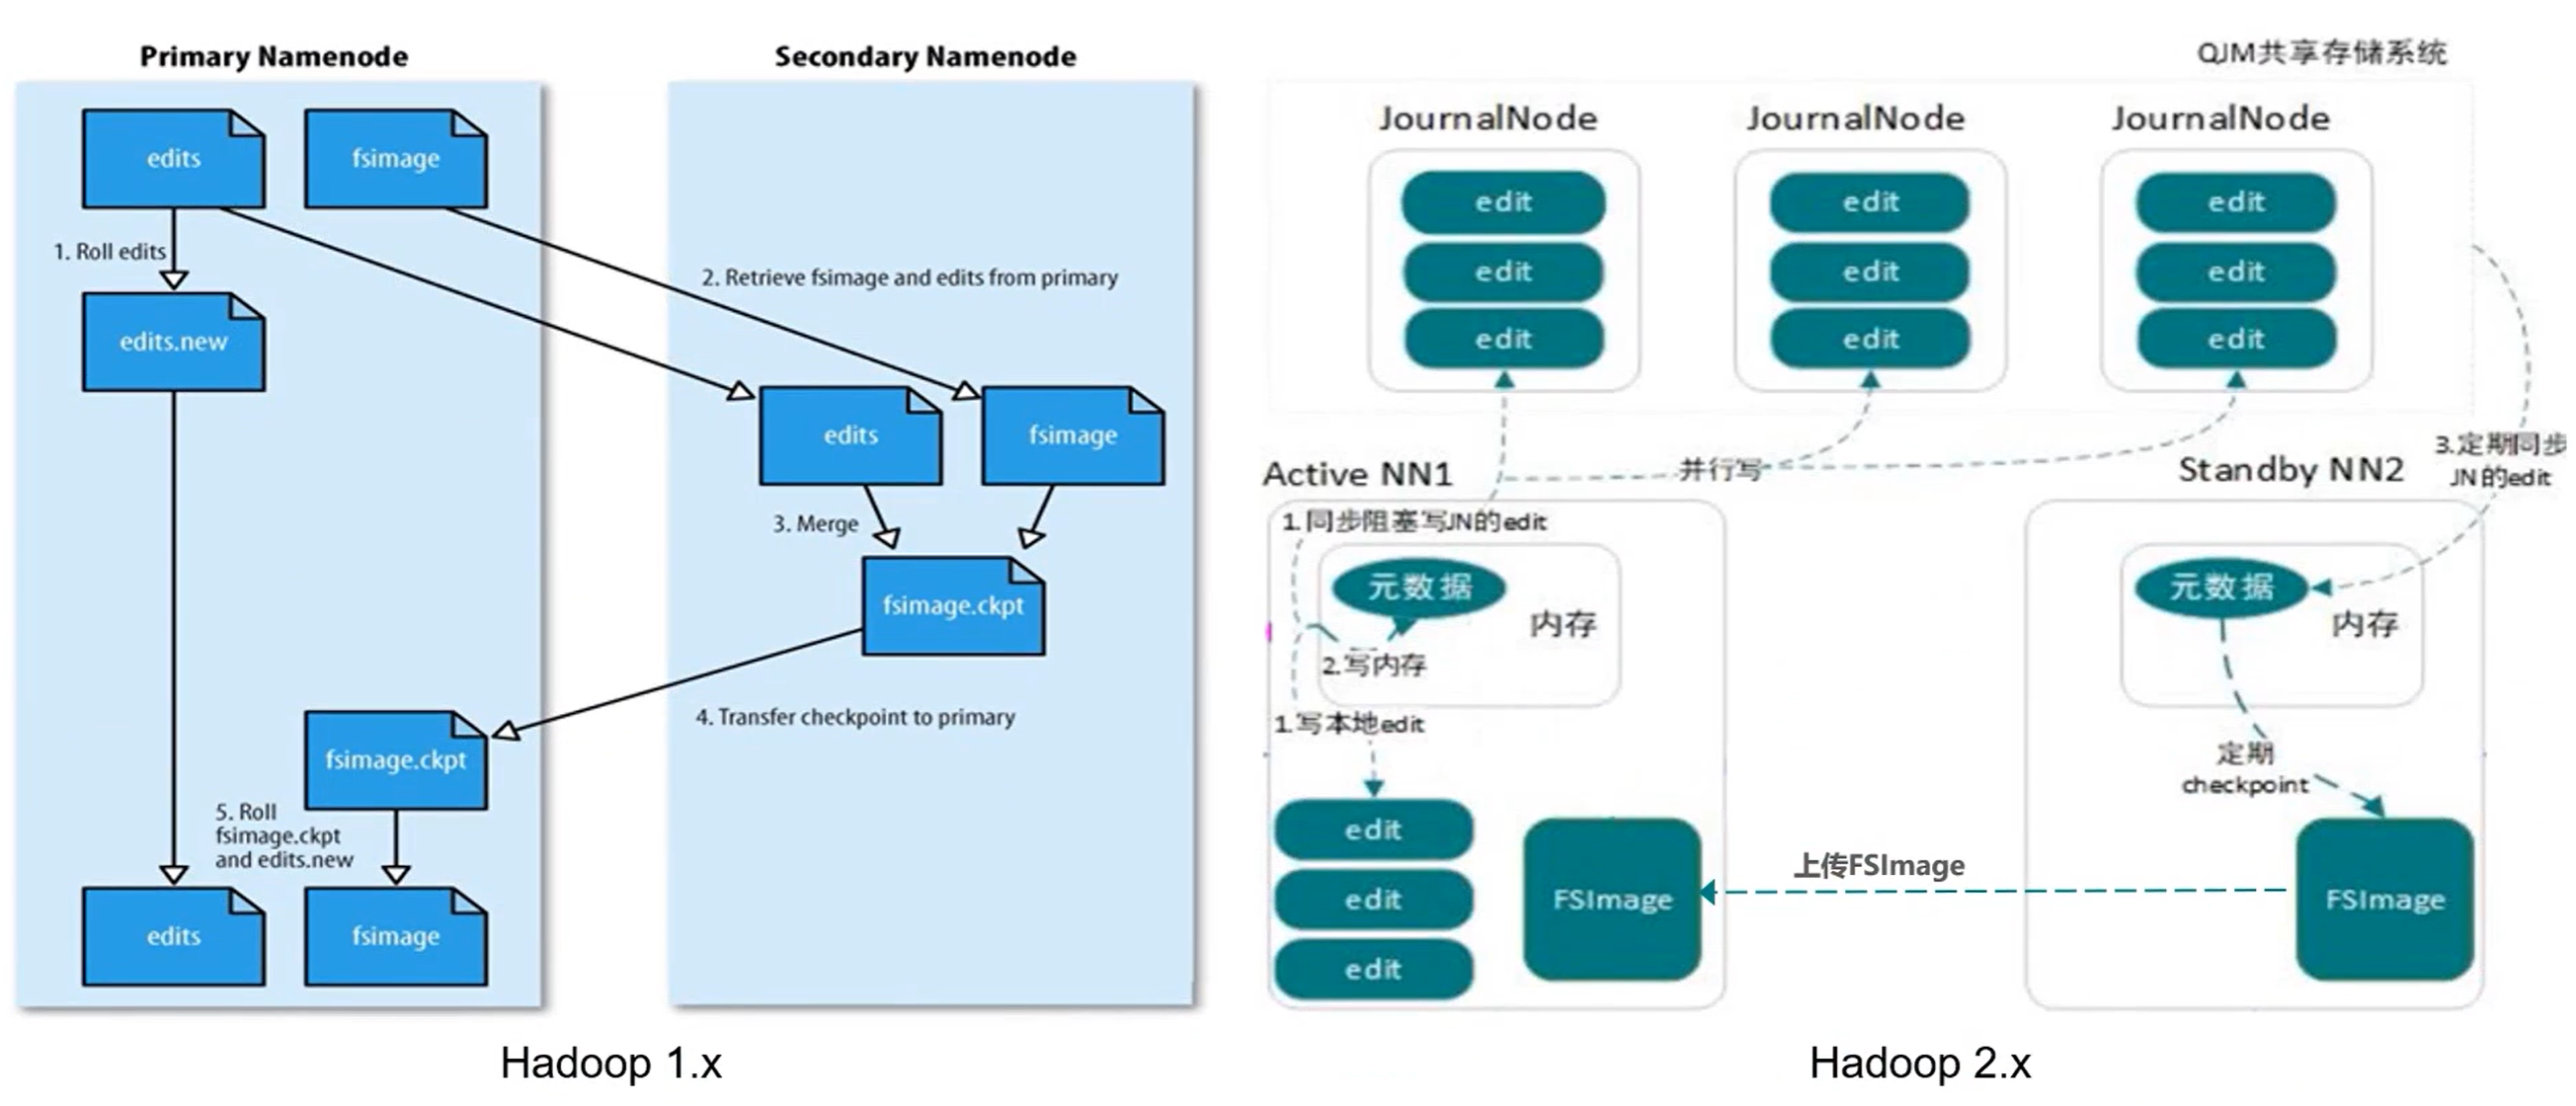 Primary Namenode
Secondary Namenode
edits
fsimage
1. Roll edits
2. Retrieve fsimage and edits from primary
edits.new
edits
fsimage
3. Merge
fsimage.ckpt
4. Transfer checkpoint to primary
fsimage.ckpt
5. Roll
fsimage.ckpt
and edits.new
edits
fsimage
Hadoop 1.x
QJM共享存储系统
JournalNode
JournalNode
JournalNode
edit
edit
edit
edit
edit
edit
edit
edit
edit
并行写
3.定期同步
JN的edit
Active NN1
Standby NN2
1.同步阻塞写JN的edit
元数据
内存
2.写内存
1.写本地edit
edit
edit
edit
FSImage
上传FSImage
元数据
内存
定期
checkpoint
FSImage
Hadoop 2.x